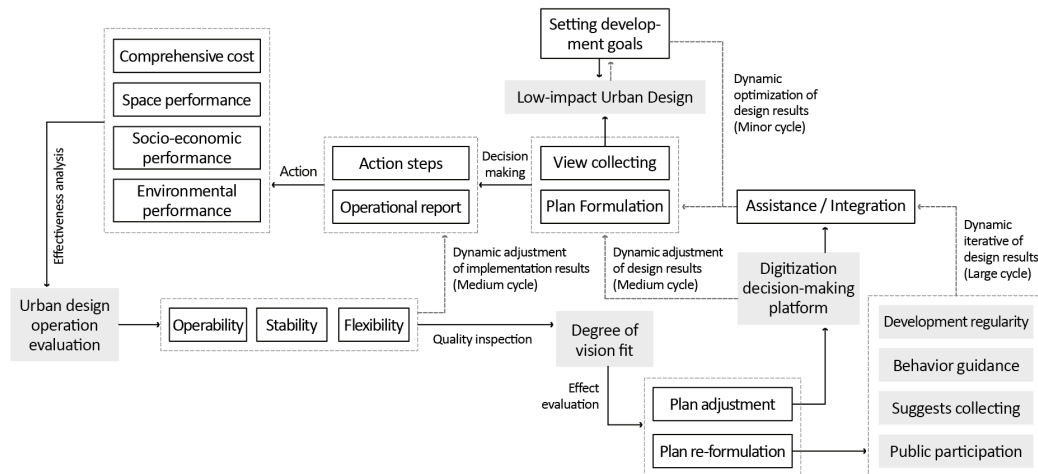 Setting develop-
ment goals
Low-impact Urban Design
Dynamic
optimization of
design results
(Minor cycle)
Comprehensive cost
Space performance
Socio-economic
performance
Environmental
performance
Effectiveness analysis
Action
Action steps
Operational report
Decision
making
View collecting
Plan Formulation
Assistance / Integration
Dynamic
iterative of
design results
(Large cycle)
Dynamic adjustment
of implementation results
(Medium cycle)
Dynamic adjustment
of design results
(Medium cycle)
Digitization
decision-making
platform
Urban design
operation
evaluation
Operability
Stability
Flexibility
Quality inspection
Degree of
vision fit
Effect
evaluation
Plan adjustment
Plan re-formulation
Development regularity
Behavior guidance
Suggests collecting
Public participation